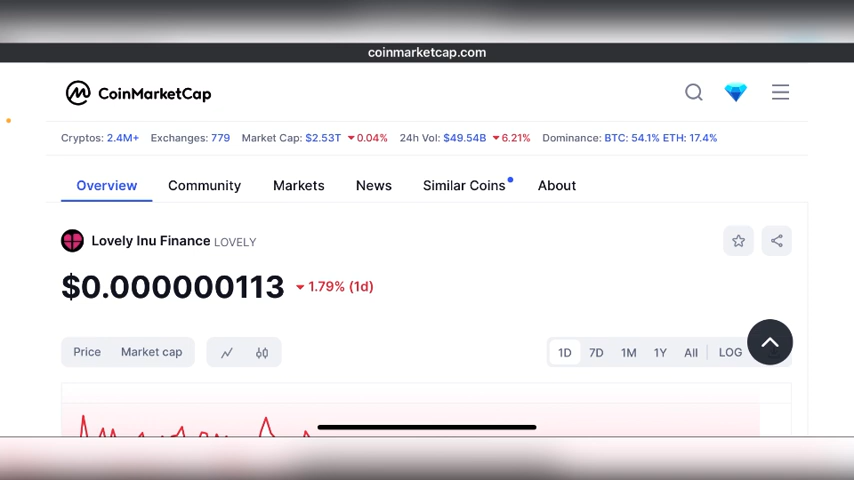 coinmarketcap.com
CoinMarketCap
Cryptos: 2.4M+ Exchanges: 779 Market Cap: $2.53T 0.04% 24h Vol: $49.54B 6.21% Dominance: BTC: 54.1% ETH: 17.4%
Overview Community Markets News Similar Coins About
Lovely Inu Finance LOVELY
$0.000000113 1.79% (1d)
Price Market cap 1D 7D 1M 1Y All LOG